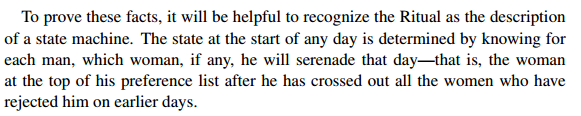 To prove these facts, it will be helpful to recognize the Ritual as the description
of a state machine. The state at the start of any day is determined by knowing for
each man, which woman, if any, he will serenade that day—that is, the woman
at the top of his preference list after he has crossed out all the women who have
rejected him on earlier days.